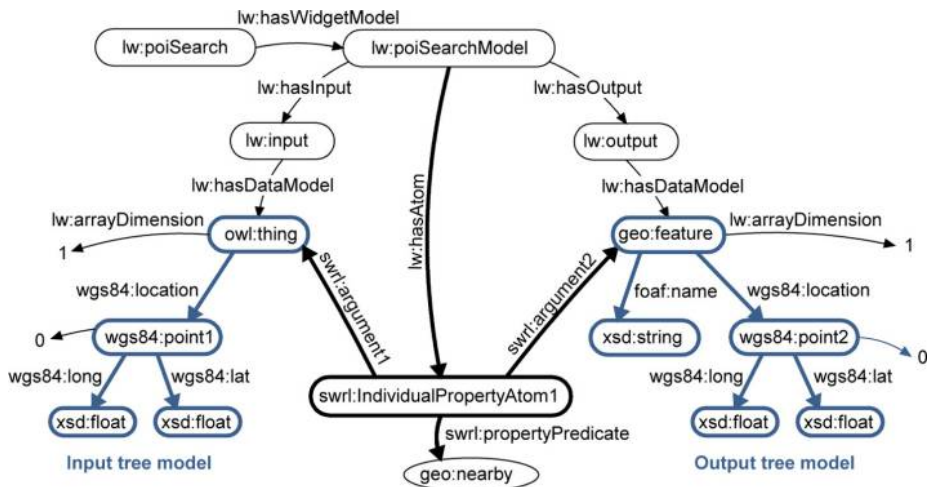 lw:hasWidgetModel
lw:poiSearch
lw:poiSearchModel
lw:hasInput
lw:hasOutput
lw:input
lw:output
lw:hasDataModel
lw:hasDataModel
lw:hasAtom
lw:arrayDimension
lw:arrayDimension
owl:thing
geo:feature
1
1
swrl:argument1
swrl:argument2
wgs84:location
foaf:name
wgs84:location
0
wgs84:point1
xsd:string
wgs84:point2
0
wgs84:long
wgs84:lat
wgs84:long
wgs84:lat
swrl:IndividualPropertyAtom1
xsd:float
xsd:float
xsd:float
xsd:float
swrl:propertyPredicate
Input tree model
Output tree model
geo:nearby